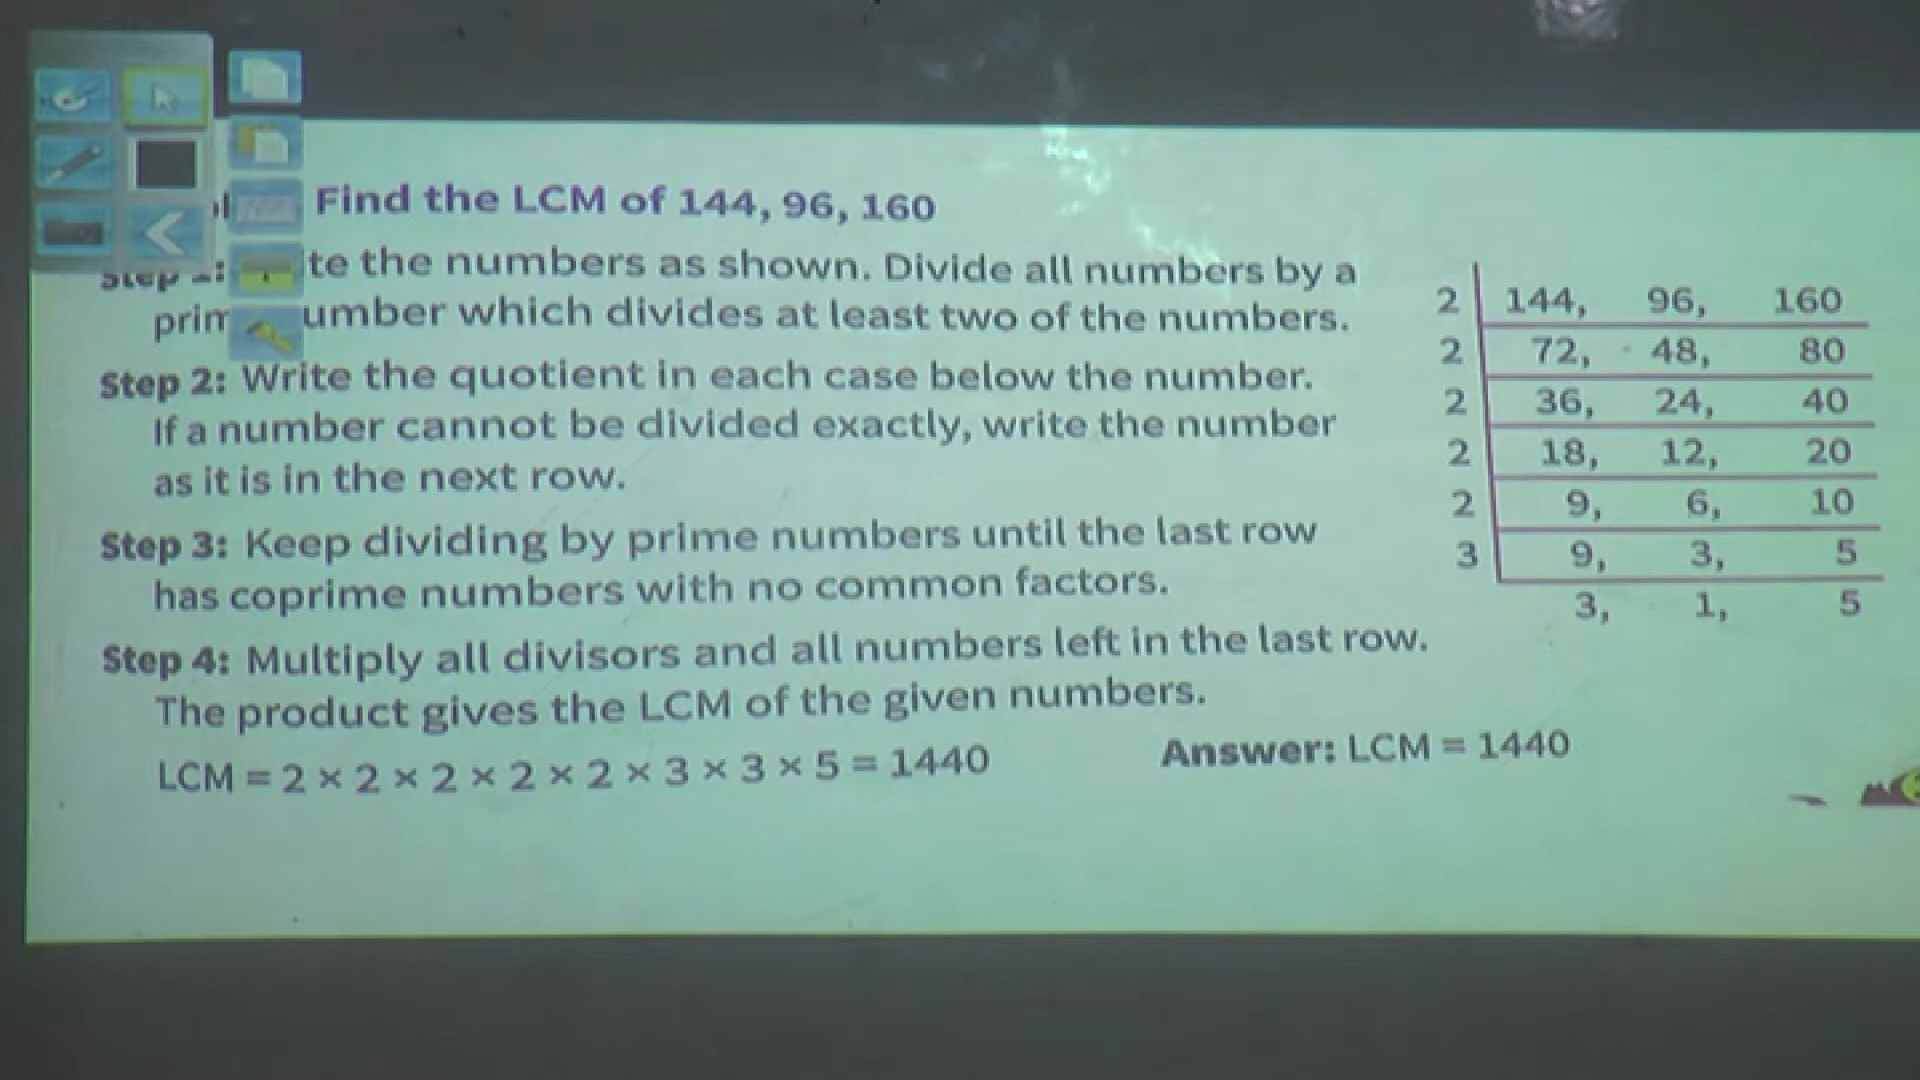 Find the LCM of 144, 96, 160
te the numbers as shown. Divide all numbers by a
prim umber which divides at least two of the numbers.
Step 2: Write the quotient in each case below the number.
If a number cannot be divided exactly, write the number
as it is in the next row.
Step 3: Keep dividing by prime numbers until the last row
has coprime numbers with no common factors.
Step 4: Multiply all divisors and all numbers left in the last row.
The product gives the LCM of the given numbers.
LCM = 2 × 2 × 2 × 2 × 2 × 3 × 3 × 5 = 1440
Answer: LCM = 1440
2 144, 96, 160
2 72, 48, 80
2 36, 24, 40
2 18, 12, 20
2 9, 6, 10
3 9, 3, 5
3, 1, 5